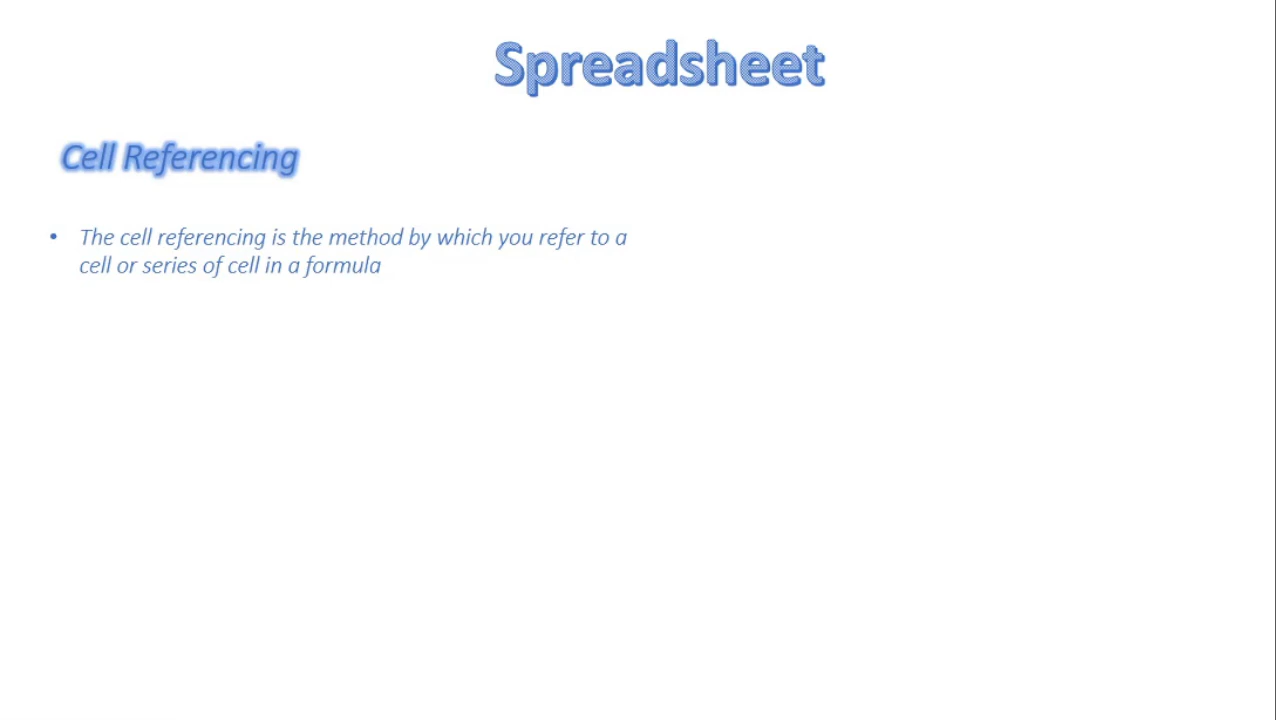 Spreadsheet
Cell Referencing
• The cell referencing is the method by which you refer to a
cell or series of cell in a formula